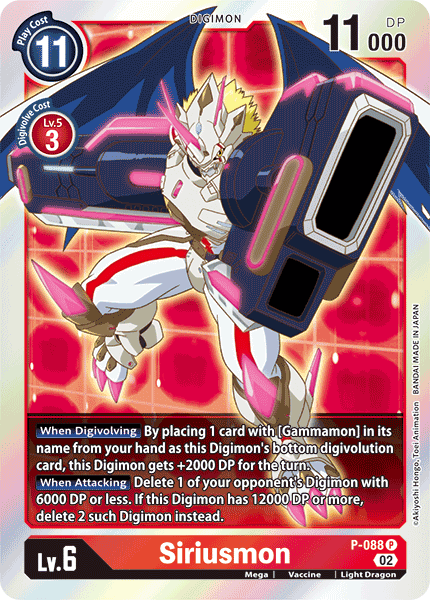 Play Cost
11
DIGIMON
11
DP
000
Digivolve Cost
Lv.5
3
©Akiyoshi Hongo, Toei Animation BANDAI MADE IN JAPAN
When Digivolving By placing 1 card with [Gammamon] in its
name from your hand as this Digimon's bottom digivolution
card, this Digimon gets +2000 DP for the turn.
When Attacking Delete 1 of your opponent's Digimon with
6000 DP or less. If this Digimon has 12000 DP or more,
delete 2 such Digimon instead.
P-088 P
Lv.6
Siriusmon
02
Mega | Vaccine | Light Dragon